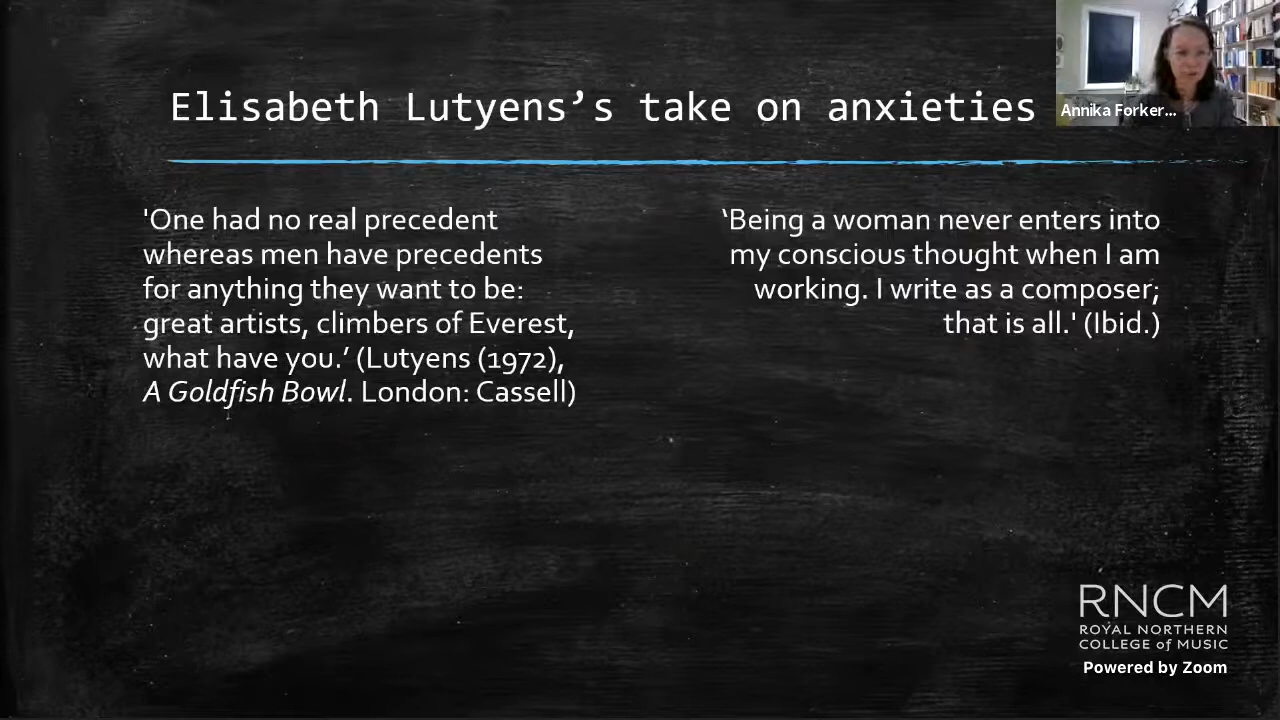 Elisabeth Lutyens’s take on anxieties
Annika Forker...
'One had no real precedent
whereas men have precedents
for anything they want to be:
great artists, climbers of Everest,
what have you.’ (Lutyens (1972),
A Goldfish Bowl. London: Cassell)
‘Being a woman never enters into
my conscious thought when I am
working. I write as a composer;
that is all.' (Ibid.)
RNCM
ROYAL NORTHERN
COLLEGE of MUSIC
Powered by Zoom